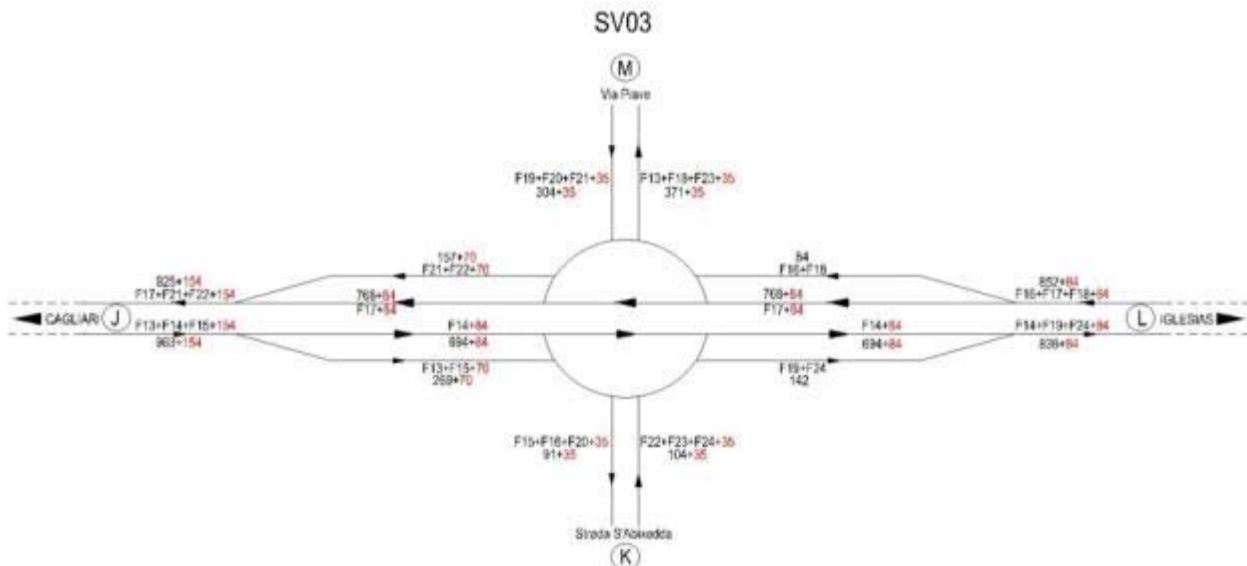 SV03
M
Via Piave
F19+F20+F21+35
304+35
F13+F18+F23+35
371+35
157+70
F21+F22+70
84
F16+F18
925+154
F17+F21+F22+154
768+84
F17+84
768+84
F17+84
852+84
F16+F17+F18+84
CAGLIARI
J
L
IGLESIAS
F13+F14+F15+154
963+154
F14+84
694+84
F14+84
694+84
F14+F19+F24+84
836+84
F13+F15+70
269+70
F19+F24
142
F15+F16+F20+35
91+35
F22+F23+F24+35
104+35
K